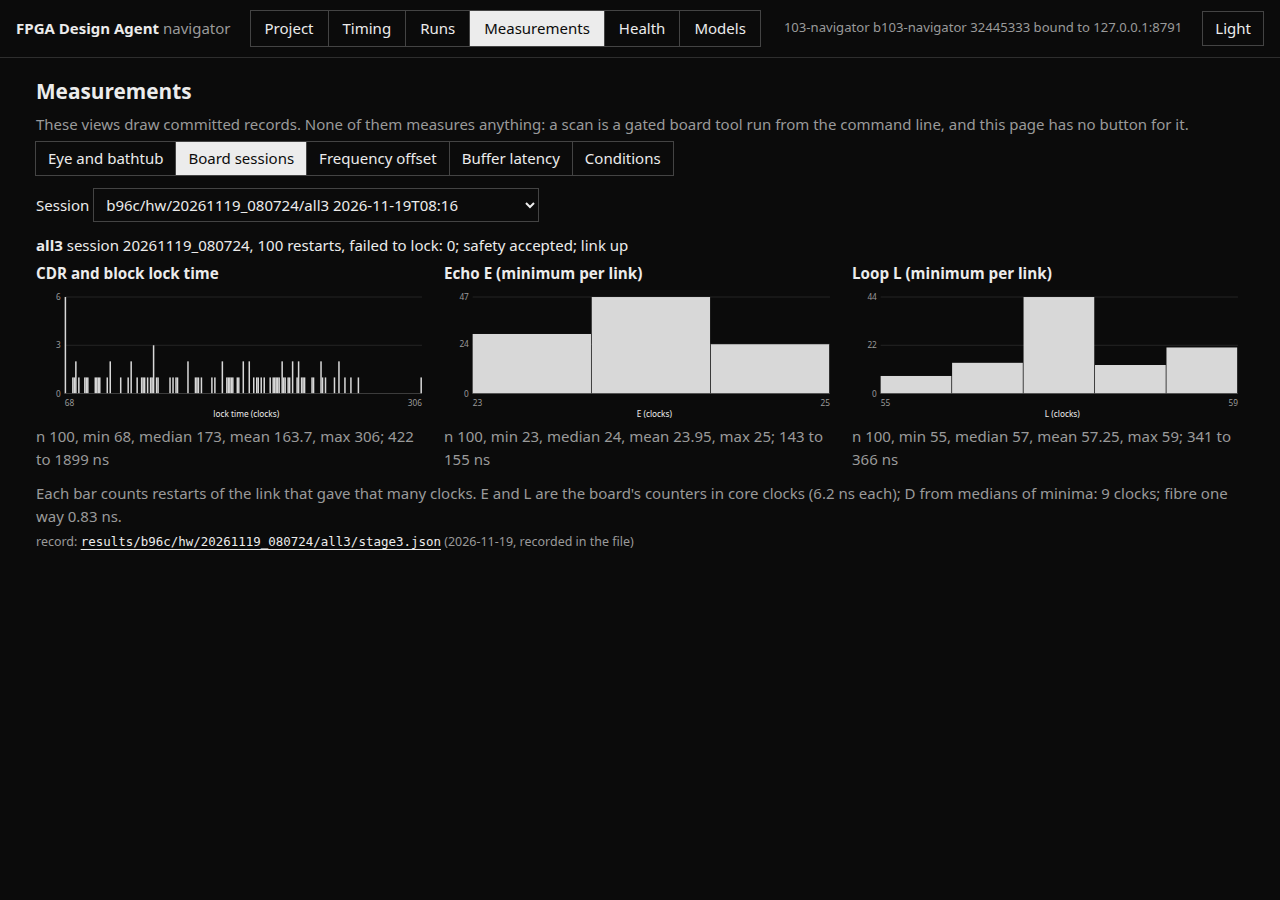 FPGA Design Agent navigator Project Timing Runs Measurements Health Models 103-navigator b103-navigator 32445333 bound to 127.0.0.1:8791 Light
Measurements
These views draw committed records. None of them measures anything: a scan is a gated board tool run from the command line, and this page has no button for it.
Eye and bathtub Board sessions Frequency offset Buffer latency Conditions
Session b96c/hw/20261119_080724/all3 2026-11-19T08:16
all3 session 20261119_080724, 100 restarts, failed to lock: 0; safety accepted; link up
CDR and block lock time
6
3
0
68 306
lock time (clocks)
n 100, min 68, median 173, mean 163.7, max 306; 422
to 1899 ns
Echo E (minimum per link)
47
24
0
23 25
E (clocks)
n 100, min 23, median 24, mean 23.95, max 25; 143 to
155 ns
Loop L (minimum per link)
44
22
0
55 59
L (clocks)
n 100, min 55, median 57, mean 57.25, max 59; 341 to
366 ns
Each bar counts restarts of the link that gave that many clocks. E and L are the board's counters in core clocks (6.2 ns each); D from medians of minima: 9 clocks; fibre one
way 0.83 ns.
record: results/b96c/hw/20261119_080724/all3/stage3.json (2026-11-19, recorded in the file)